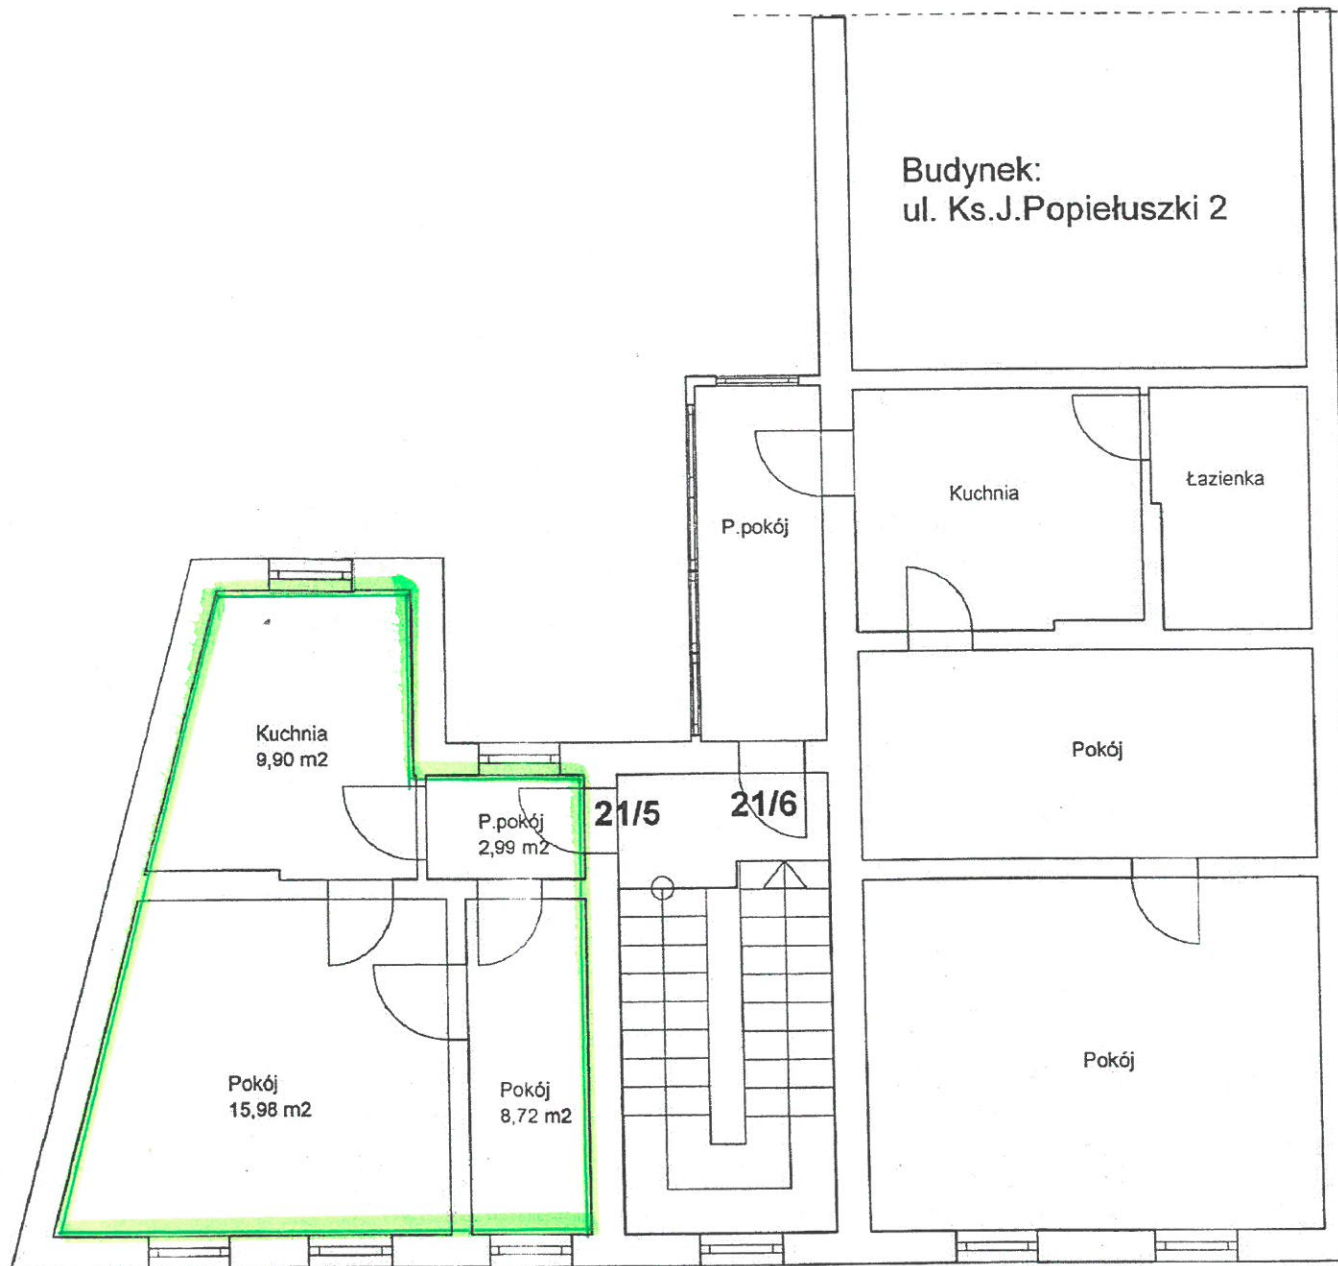 Budynek:
ul. Ks.J.Popiełuszki 2
Kuchnia
Łazienka
P.pokój
Kuchnia
9,90 m2
Pokój
P.pokój
2,99 m2
21/5
21/6
Pokój
15,98 m2
Pokój
8,72 m2
Pokój